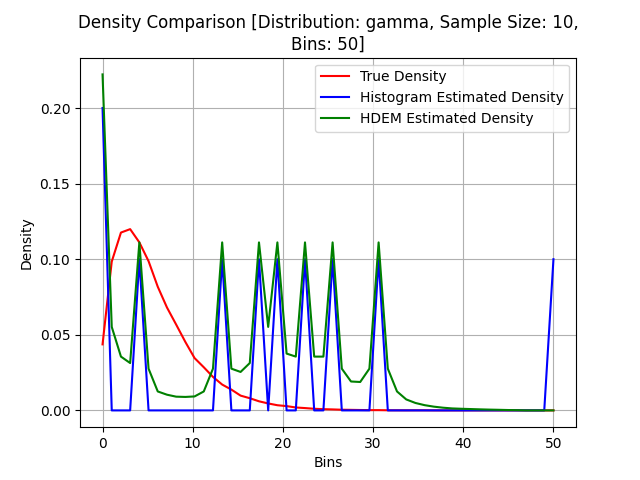 Density Comparison [Distribution: gamma, Sample Size: 10,
Bins: 50]
True Density
Histogram Estimated Density
HDEM Estimated Density
Density
0.20
0.15
0.10
0.05
0.00
0
10
20
30
40
50
Bins